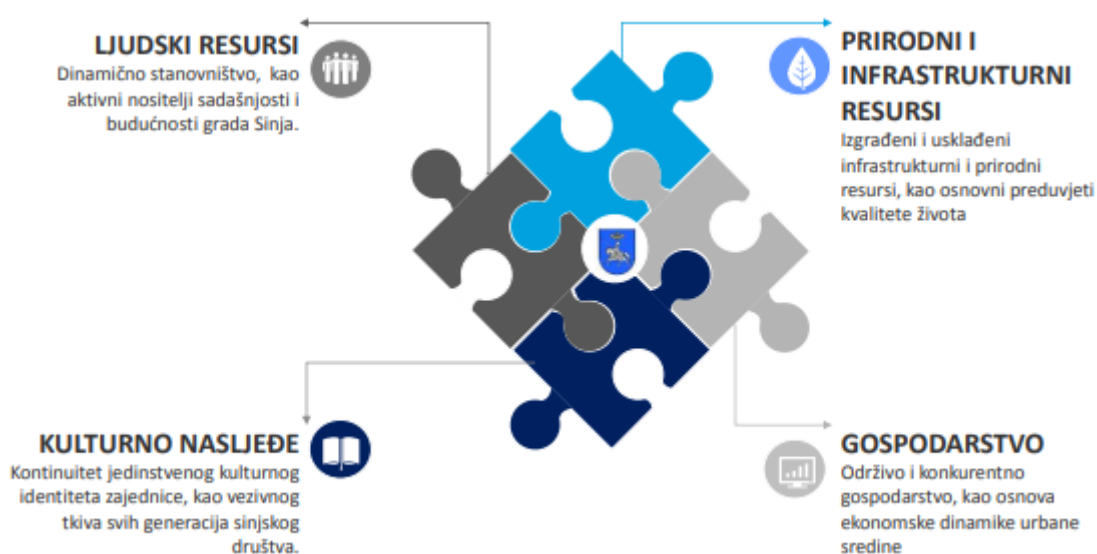 LJUDSKI RESURSI
Dinamično stanovništvo, kao
aktivni nositelji sadašnjosti i
budućnosti grada Sinja.
PRIRODNI I
INFRASTRUKTURNI
RESURSI
Izgrađeni i usklađeni
infrastrukturni i prirodni
resursi, kao osnovni preduvjeti
kvalitete života
KULTURNO NASLJEĐE
Kontinuitet jedinstvenog kulturnog
identiteta zajednice, kao vezivnog
tkiva svih generacija sinjskog
društva.
GOSPODARSTVO
Održivo i konkurentno
gospodarstvo, kao osnova
ekonomske dinamike urbane
sredine